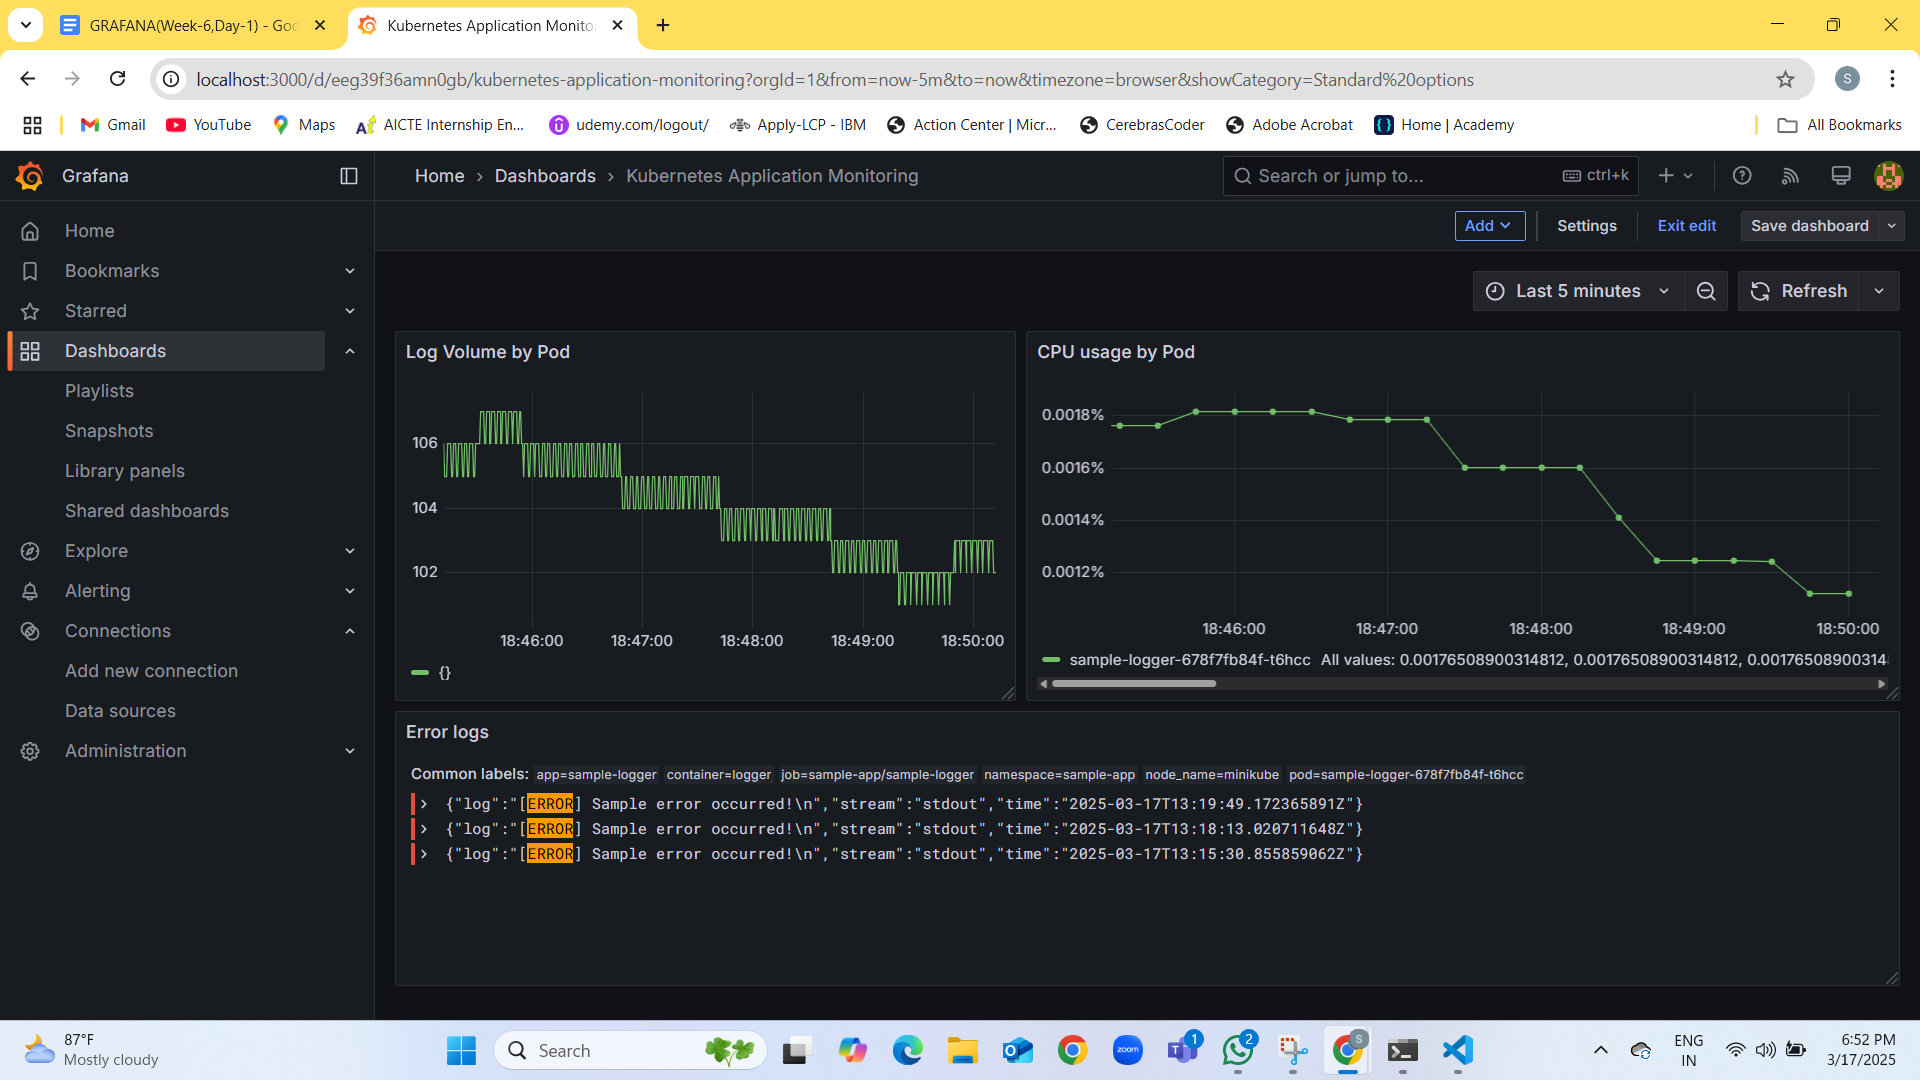 GRAFANA(Week-6,Day-1) - Goo
Kubernetes Application Monitor
localhost:3000/d/eeg39f36amn0gb/kubernetes-application-monitoring?orgId=1&from=now-5m&to=now&timezone=browser&showCategory=Standard%20options
S
Gmail
YouTube
Maps
AICTE Internship En...
udemy.com/logout/
Apply-LCP - IBM
Action Center | Micr...
CerebrasCoder
Adobe Acrobat
Home | Academy
All Bookmarks
Grafana
Home › Dashboards › Kubernetes Application Monitoring
Search or jump to...
ctrl+k
Add
Settings
Exit edit
Save dashboard
Home
Bookmarks
Starred
Dashboards
Playlists
Snapshots
Library panels
Shared dashboards
Explore
Alerting
Connections
Add new connection
Data sources
Administration
Last 5 minutes
Refresh
Log Volume by Pod
106
104
102
18:46:00 18:47:00 18:48:00 18:49:00 18:50:00
{}
CPU usage by Pod
0.0018%
0.0016%
0.0014%
0.0012%
18:46:00 18:47:00 18:48:00 18:49:00 18:50:00
sample-logger-678f7fb84f-t6hcc All values: 0.00176508900314812, 0.00176508900314812, 0.001765089003148
Error logs
Common labels: app=sample-logger container=logger job=sample-app/sample-logger namespace=sample-app node_name=minikube pod=sample-logger-678f7fb84f-t6hcc
{"log":"[ERROR] Sample error occurred!\n","stream":"stdout","time":"2025-03-17T13:19:49.172365891Z"}
{"log":"[ERROR] Sample error occurred!\n","stream":"stdout","time":"2025-03-17T13:18:13.020711648Z"}
{"log":"[ERROR] Sample error occurred!\n","stream":"stdout","time":"2025-03-17T13:15:30.855859062Z"}
87°F
Mostly cloudy
Search
zoom
1
2
S
ENG
IN
6:52 PM
3/17/2025